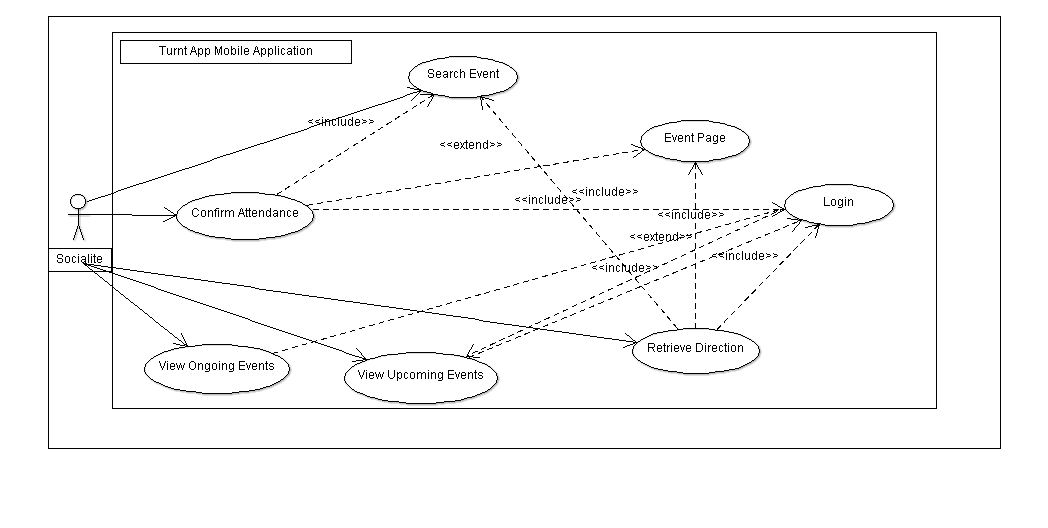 Turnt App Mobile Application
Search Event
<<include>>
Event Page
<<extend>>
<<include>>
<<include>>
Login
Confirm Attendance
<<include>>
<<extend>>
Socialite
<<include>>
<<include>>
Retrieve Direction
View Ongoing Events
View Upcoming Events